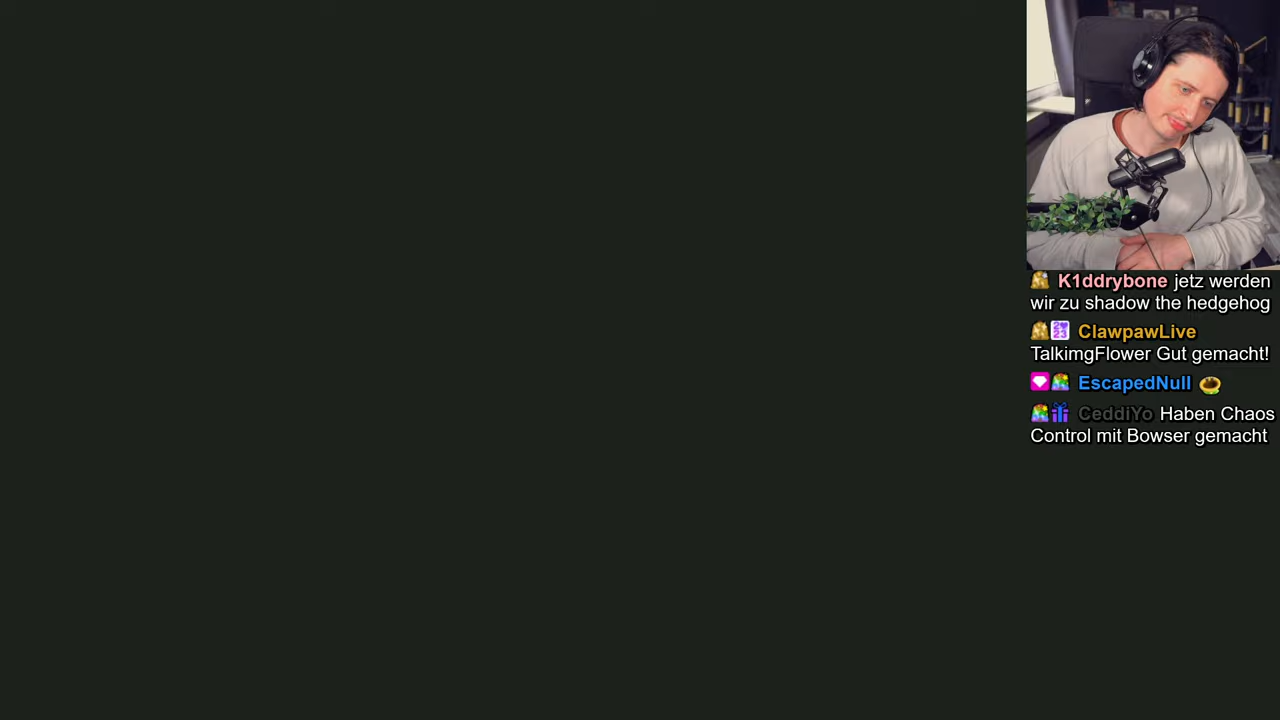 K1ddrybone jetz werden
wir zu shadow the hedgehog
ClawpawLive
TalkimgFlower Gut gemacht!
EscapedNull
CeddiYo Haben Chaos
Control mit Bowser gemacht